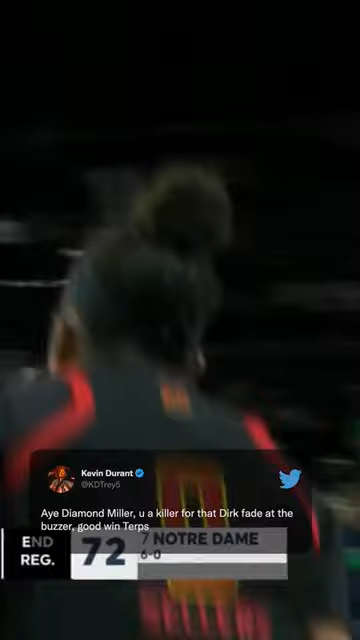 Kevin Durant
@KDTrey5
Aye Diamond Miller, u a killer for that Dirk fade at the
buzzer, good win Terps
END
REG.
72
7 NOTRE DAME
6-0